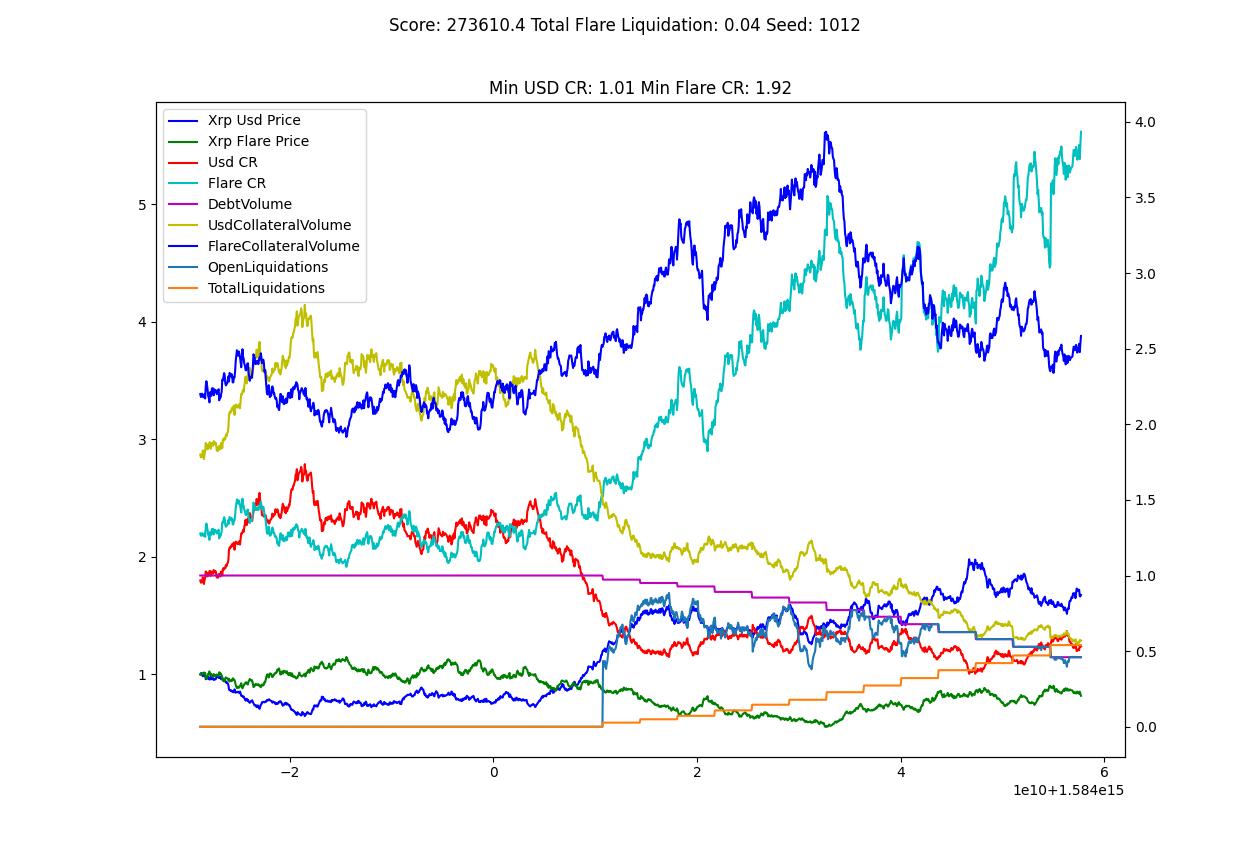 Score: 273610.4 Total Flare Liquidation: 0.04 Seed: 1012
Min USD CR: 1.01 Min Flare CR: 1.92
Xrp Usd Price
Xrp Flare Price
Usd CR
Flare CR
DebtVolume
UsdCollateralVolume
FlareCollateralVolume
OpenLiquidations
TotalLiquidations
5
4
3
2
1
4.0
3.5
3.0
2.5
2.0
1.5
1.0
0.5
0.0
−2
0
2
4
6
1e10+1.584e15